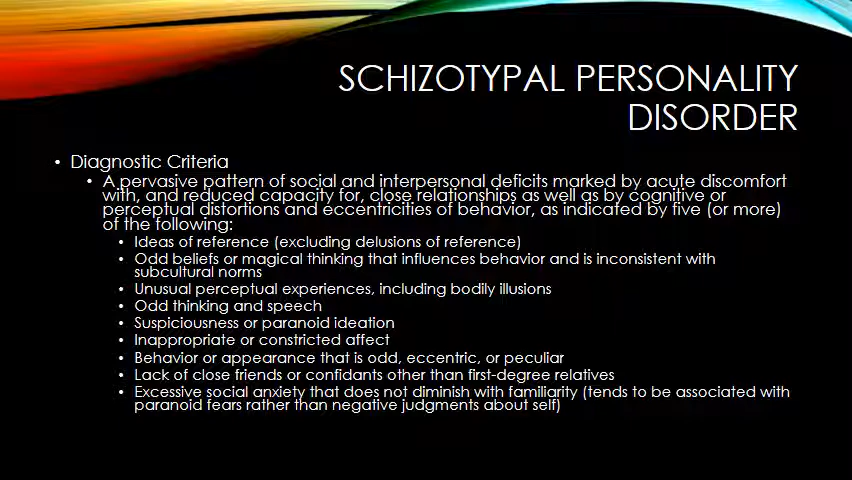 SCHIZOTYPAL PERSONALITY
DISORDER
• Diagnostic Criteria
• A pervasive pattern of social and interpersonal deficits marked by acute discomfort
with, and reduced capacity for, close relationships as well as by cognitive or
perceptual distortions and eccentricities of behavior, as indicated by five (or more)
of the following:
• Ideas of reference (excluding delusions of reference)
• Odd beliefs or magical thinking that influences behavior and is inconsistent with
subcultural norms
• Unusual perceptual experiences, including bodily illusions
• Odd thinking and speech
• Suspiciousness or paranoid ideation
• Inappropriate or constricted affect
• Behavior or appearance that is odd, eccentric, or peculiar
• Lack of close friends or confidants other than first-degree relatives
• Excessive social anxiety that does not diminish with familiarity (tends to be associated with
paranoid fears rather than negative judgments about self)